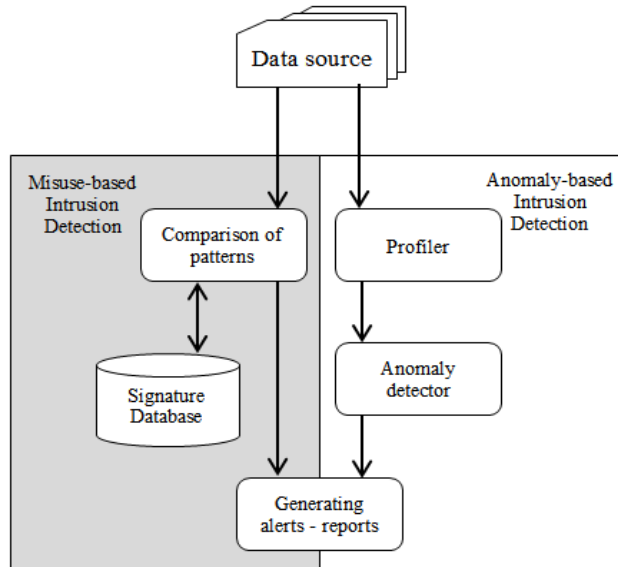 Data source
Misuse-based
Intrusion
Detection
Anomaly-based
Intrusion
Detection
Comparison of
patterns
Profiler
Signature
Database
Anomaly
detector
Generating
alerts - reports